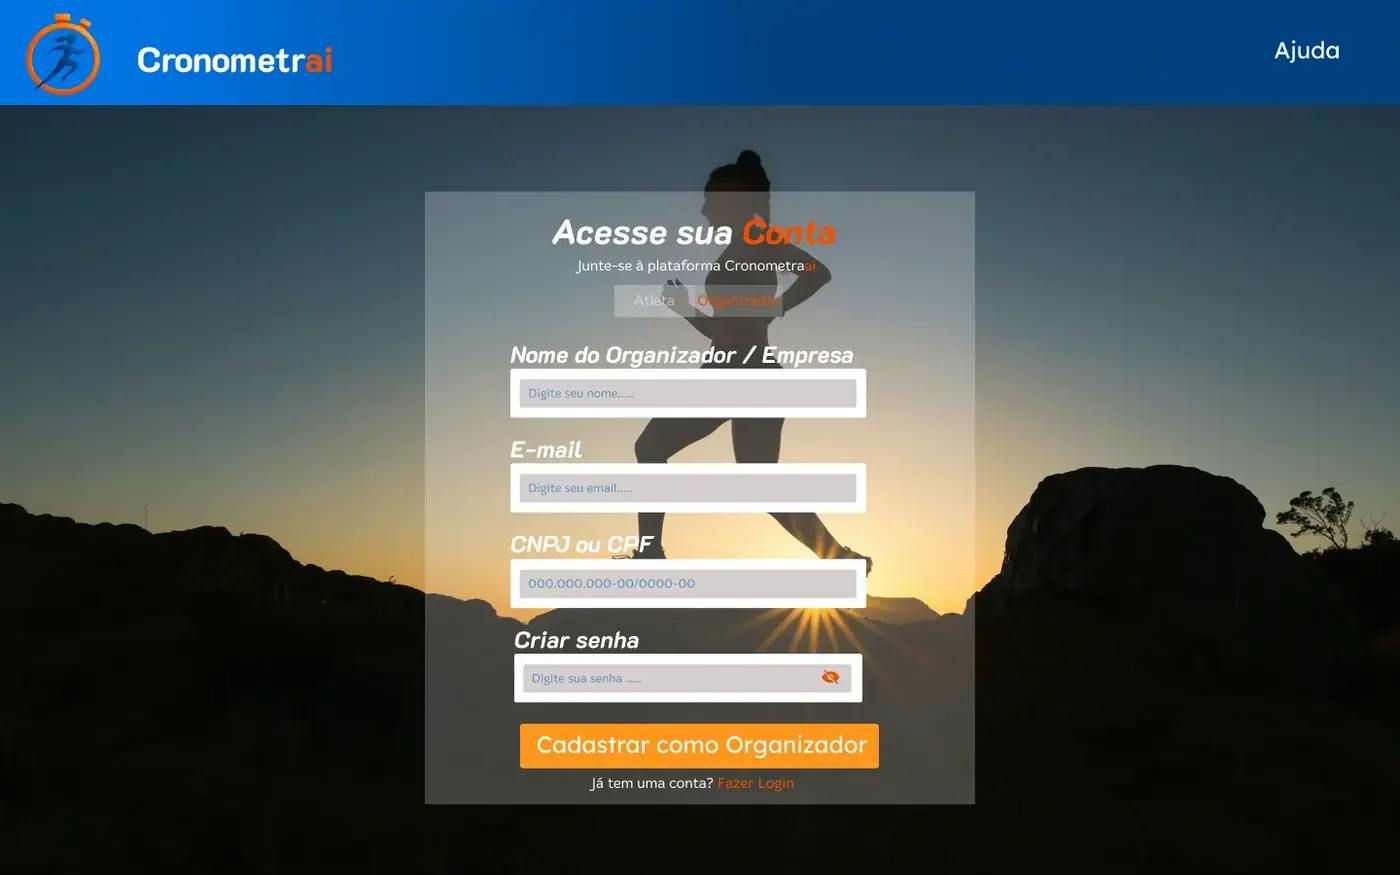 Cronometrai
Ajuda
Acesse sua Conta
Junte-se à plataforma Cronometraai
Atleta
Organizador
Nome do Organizador / Empresa
Digite seu nome.....
E-mail
Digite seu email.....
CNPJ ou CPF
000.000.000-00/0000-00
Criar senha
Digite sua senha .....
Cadastrar como Organizador
Já tem uma conta? Fazer Login